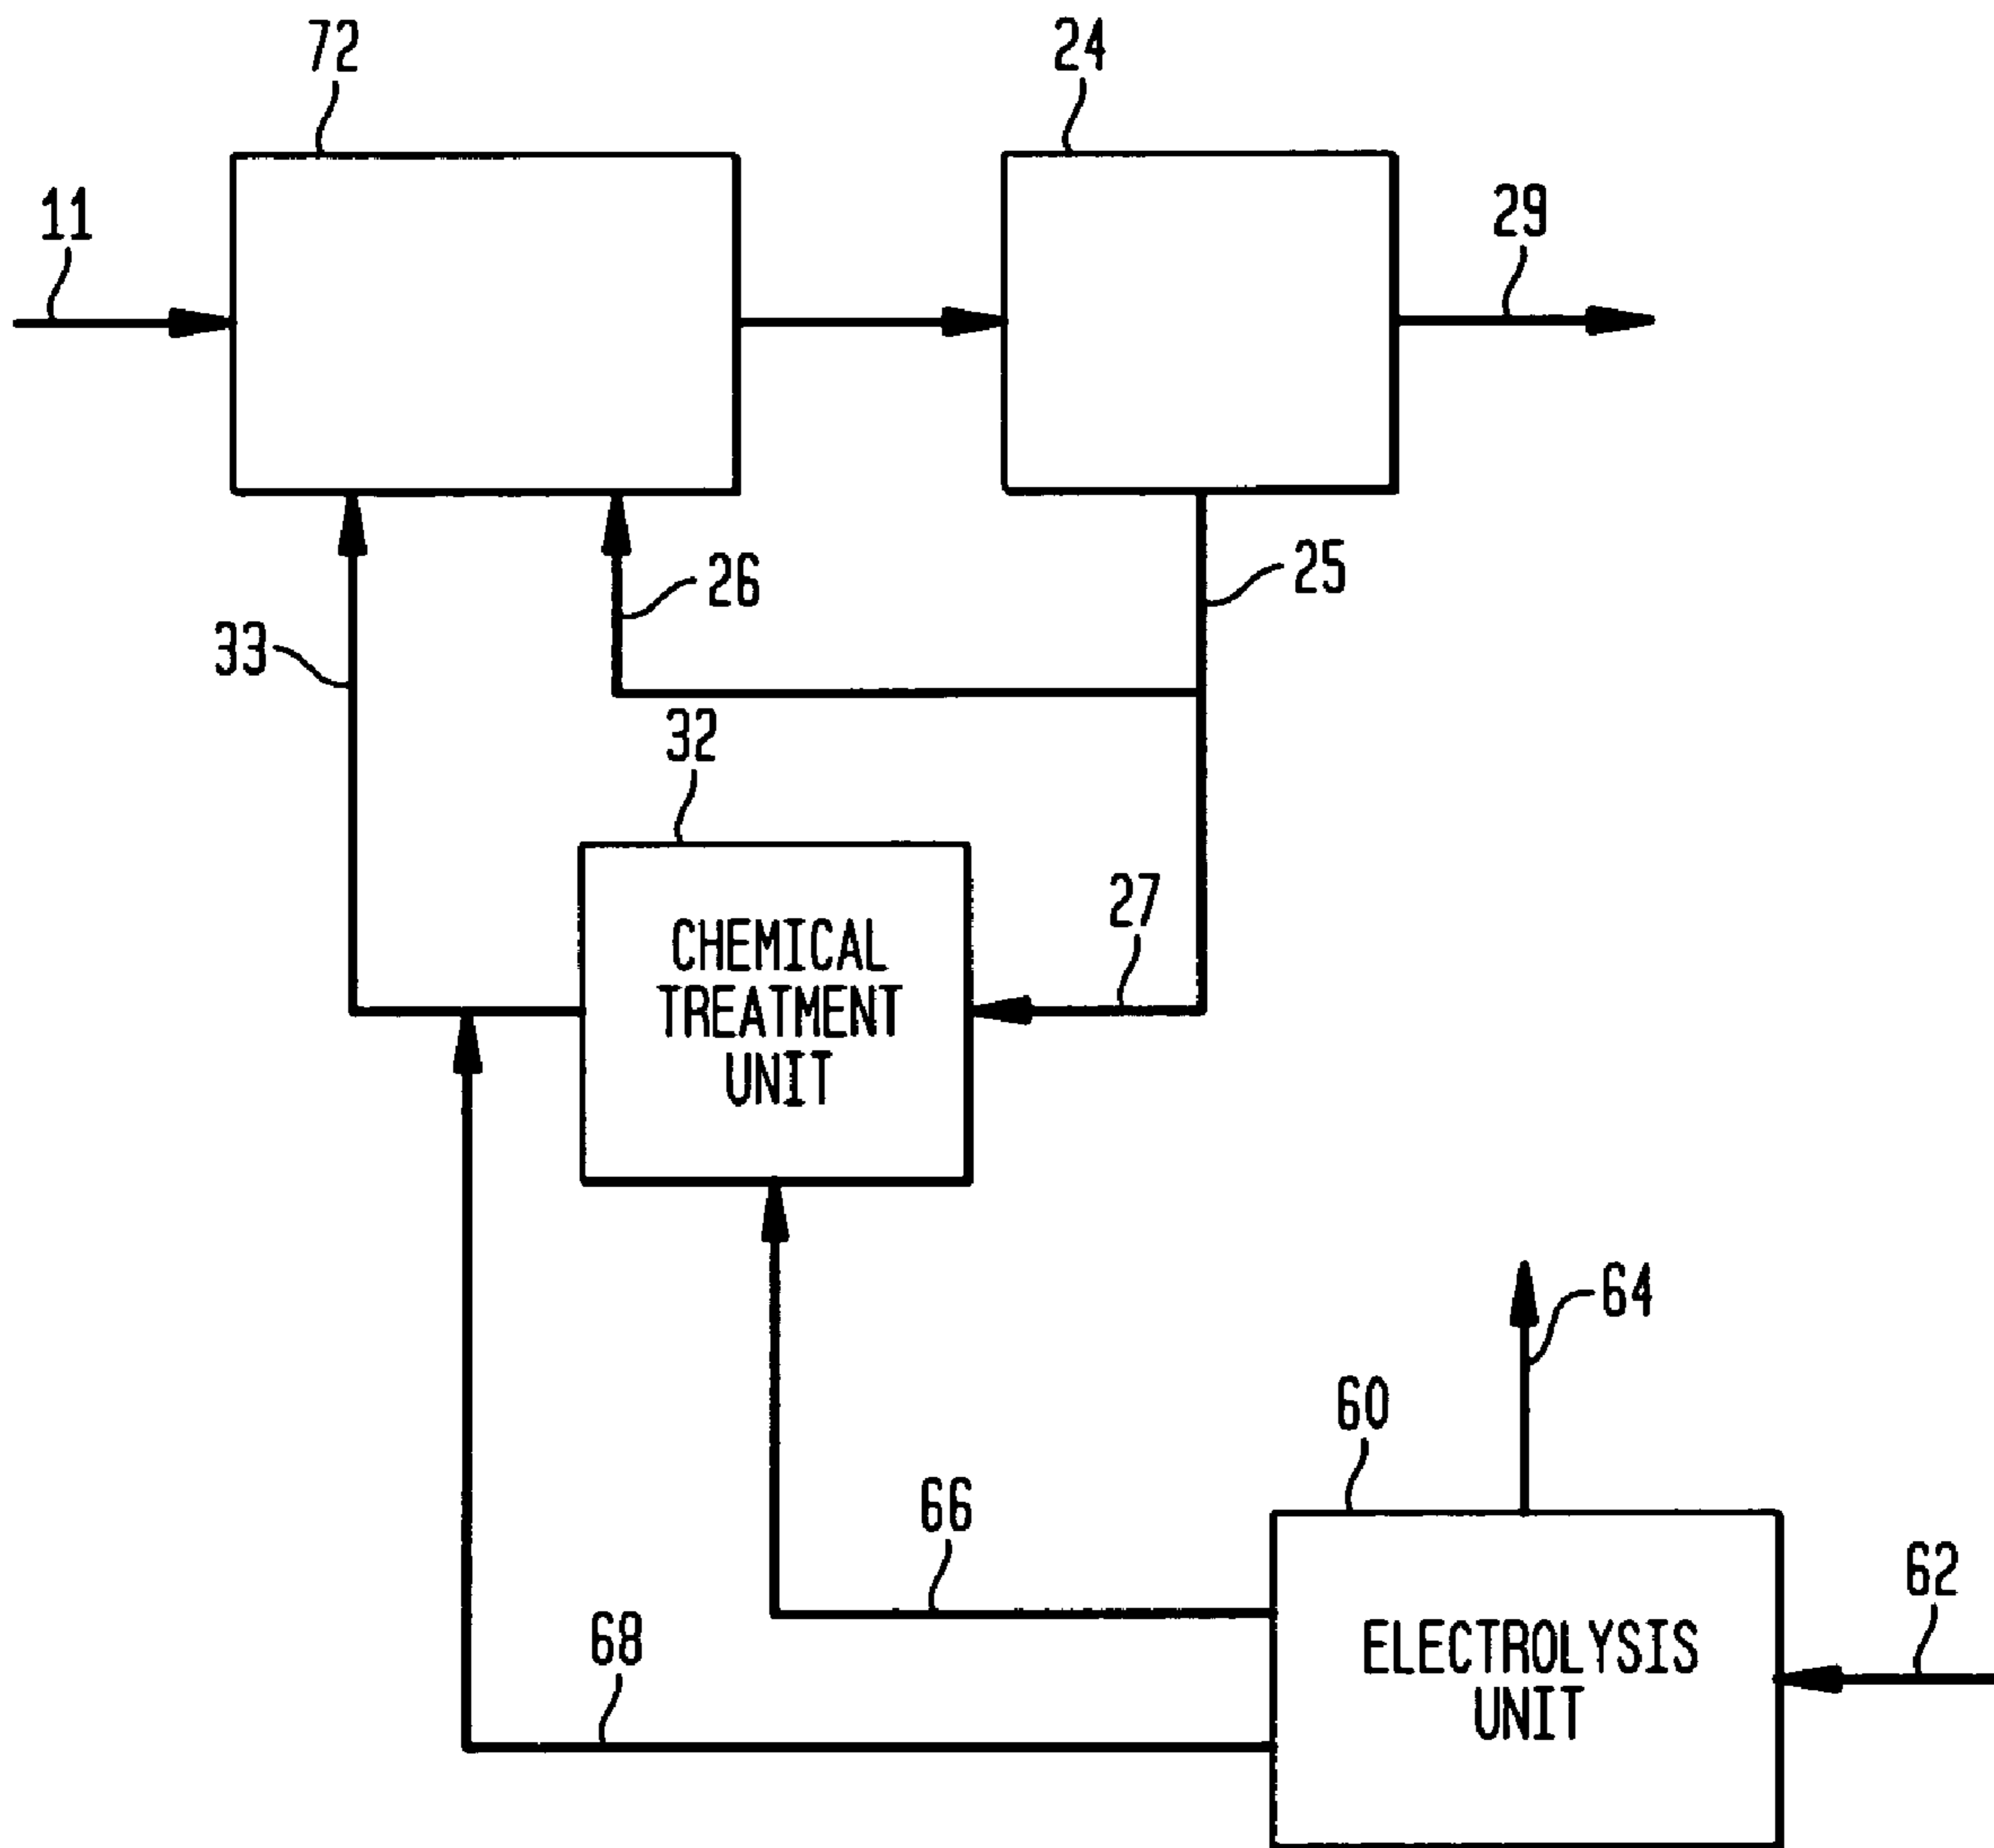 72
24
11
29
26
25
33
32
27
CHEMICAL
TREATMENT
UNIT
64
60
66
62
68
ELECTROLYSIS
UNIT